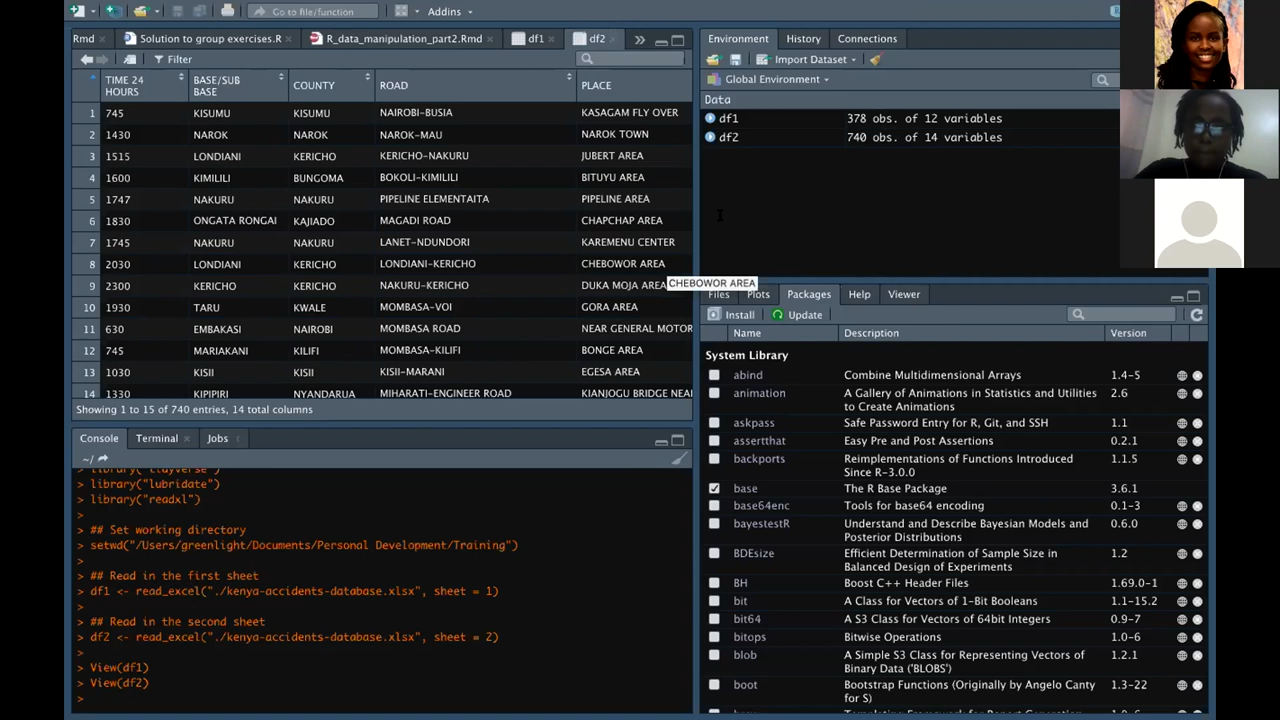 Go to file/function
Addins
Rmd
Solution to group exercises.R
R_data_manipulation_part2.Rmd
df1
df2
Filter
TIME 24 HOURS
BASE/SUB BASE
COUNTY
ROAD
PLACE
1 745 KISUMU KISUMU NAIROBI-BUSIA KASAGAM FLY OVER
2 1430 NAROK NAROK NAROK-MAU NAROK TOWN
3 1515 LONDIANI KERICHO KERICHO-NAKURU JUBERT AREA
4 1600 KIMILILI BUNGOMA BOKOLI-KIMILILI BITUYU AREA
5 1747 NAKURU NAKURU PIPELINE ELEMENTAITA PIPELINE AREA
6 1830 ONGATA RONGAI KAJIADO MAGADI ROAD CHAPCHAP AREA
7 1745 NAKURU NAKURU LANET-NDUNDORI KAREMENU CENTER
8 2030 LONDIANI KERICHO LONDIANI-KERICHO CHEBOWOR AREA
9 2300 KERICHO KERICHO NAKURU-KERICHO DUKA MOJA AREA
10 1930 TARU KWALE MOMBASA-VOI GORA AREA
11 630 EMBAKASI NAIROBI MOMBASA ROAD NEAR GENERAL MOTOR
12 745 MARIAKANI KILIFI MOMBASA-KILIFI BONGE AREA
13 1030 KISII KISII KISII-MARANI EGESA AREA
14 1330 KIPIPIRI NYANDARUA MIHARATI-ENGINEER ROAD KIANJOGU BRIDGE NEA
CHEBOWOR AREA
Showing 1 to 15 of 740 entries, 14 total columns
Console
Terminal
Jobs
~/
> library("lubridate")
> library("readxl")
>
> ## Set working directory
> setwd("/Users/greenlight/Documents/Personal Development/Training")
>
> ## Read in the first sheet
> df1 <- read_excel("./kenya-accidents-database.xlsx", sheet = 1)
>
> ## Read in the second sheet
> df2 <- read_excel("./kenya-accidents-database.xlsx", sheet = 2)
>
> View(df1)
> View(df2)
>
Environment
History
Connections
Import Dataset
Global Environment
Data
df1 378 obs. of 12 variables
df2 740 obs. of 14 variables
Files
Plots
Packages
Help
Viewer
Install
Update
Name
Description
Version
System Library
abind Combine Multidimensional Arrays 1.4-5
animation A Gallery of Animations in Statistics and Utilities 2.6
to Create Animations
askpass Safe Password Entry for R, Git, and SSH 1.1
assertthat Easy Pre and Post Assertions 0.2.1
backports Reimplementations of Functions Introduced 1.1.5
Since R-3.0.0
base The R Base Package 3.6.1
base64enc Tools for base64 encoding 0.1-3
bayestestR Understand and Describe Bayesian Models and 0.6.0
Posterior Distributions
BDEsize Efficient Determination of Sample Size in 1.2
Balanced Design of Experiments
BH Boost C++ Header Files 1.69.0-1
bit A Class for Vectors of 1-Bit Booleans 1.1-15.2
bit64 A S3 Class for Vectors of 64bit Integers 0.9-7
bitops Bitwise Operations 1.0-6
blob A Simple S3 Class for Representing Vectors of 1.2.1
Binary Data ('BLOBS')
boot Bootstrap Functions (Originally by Angelo Canty 1.3-22
for S)